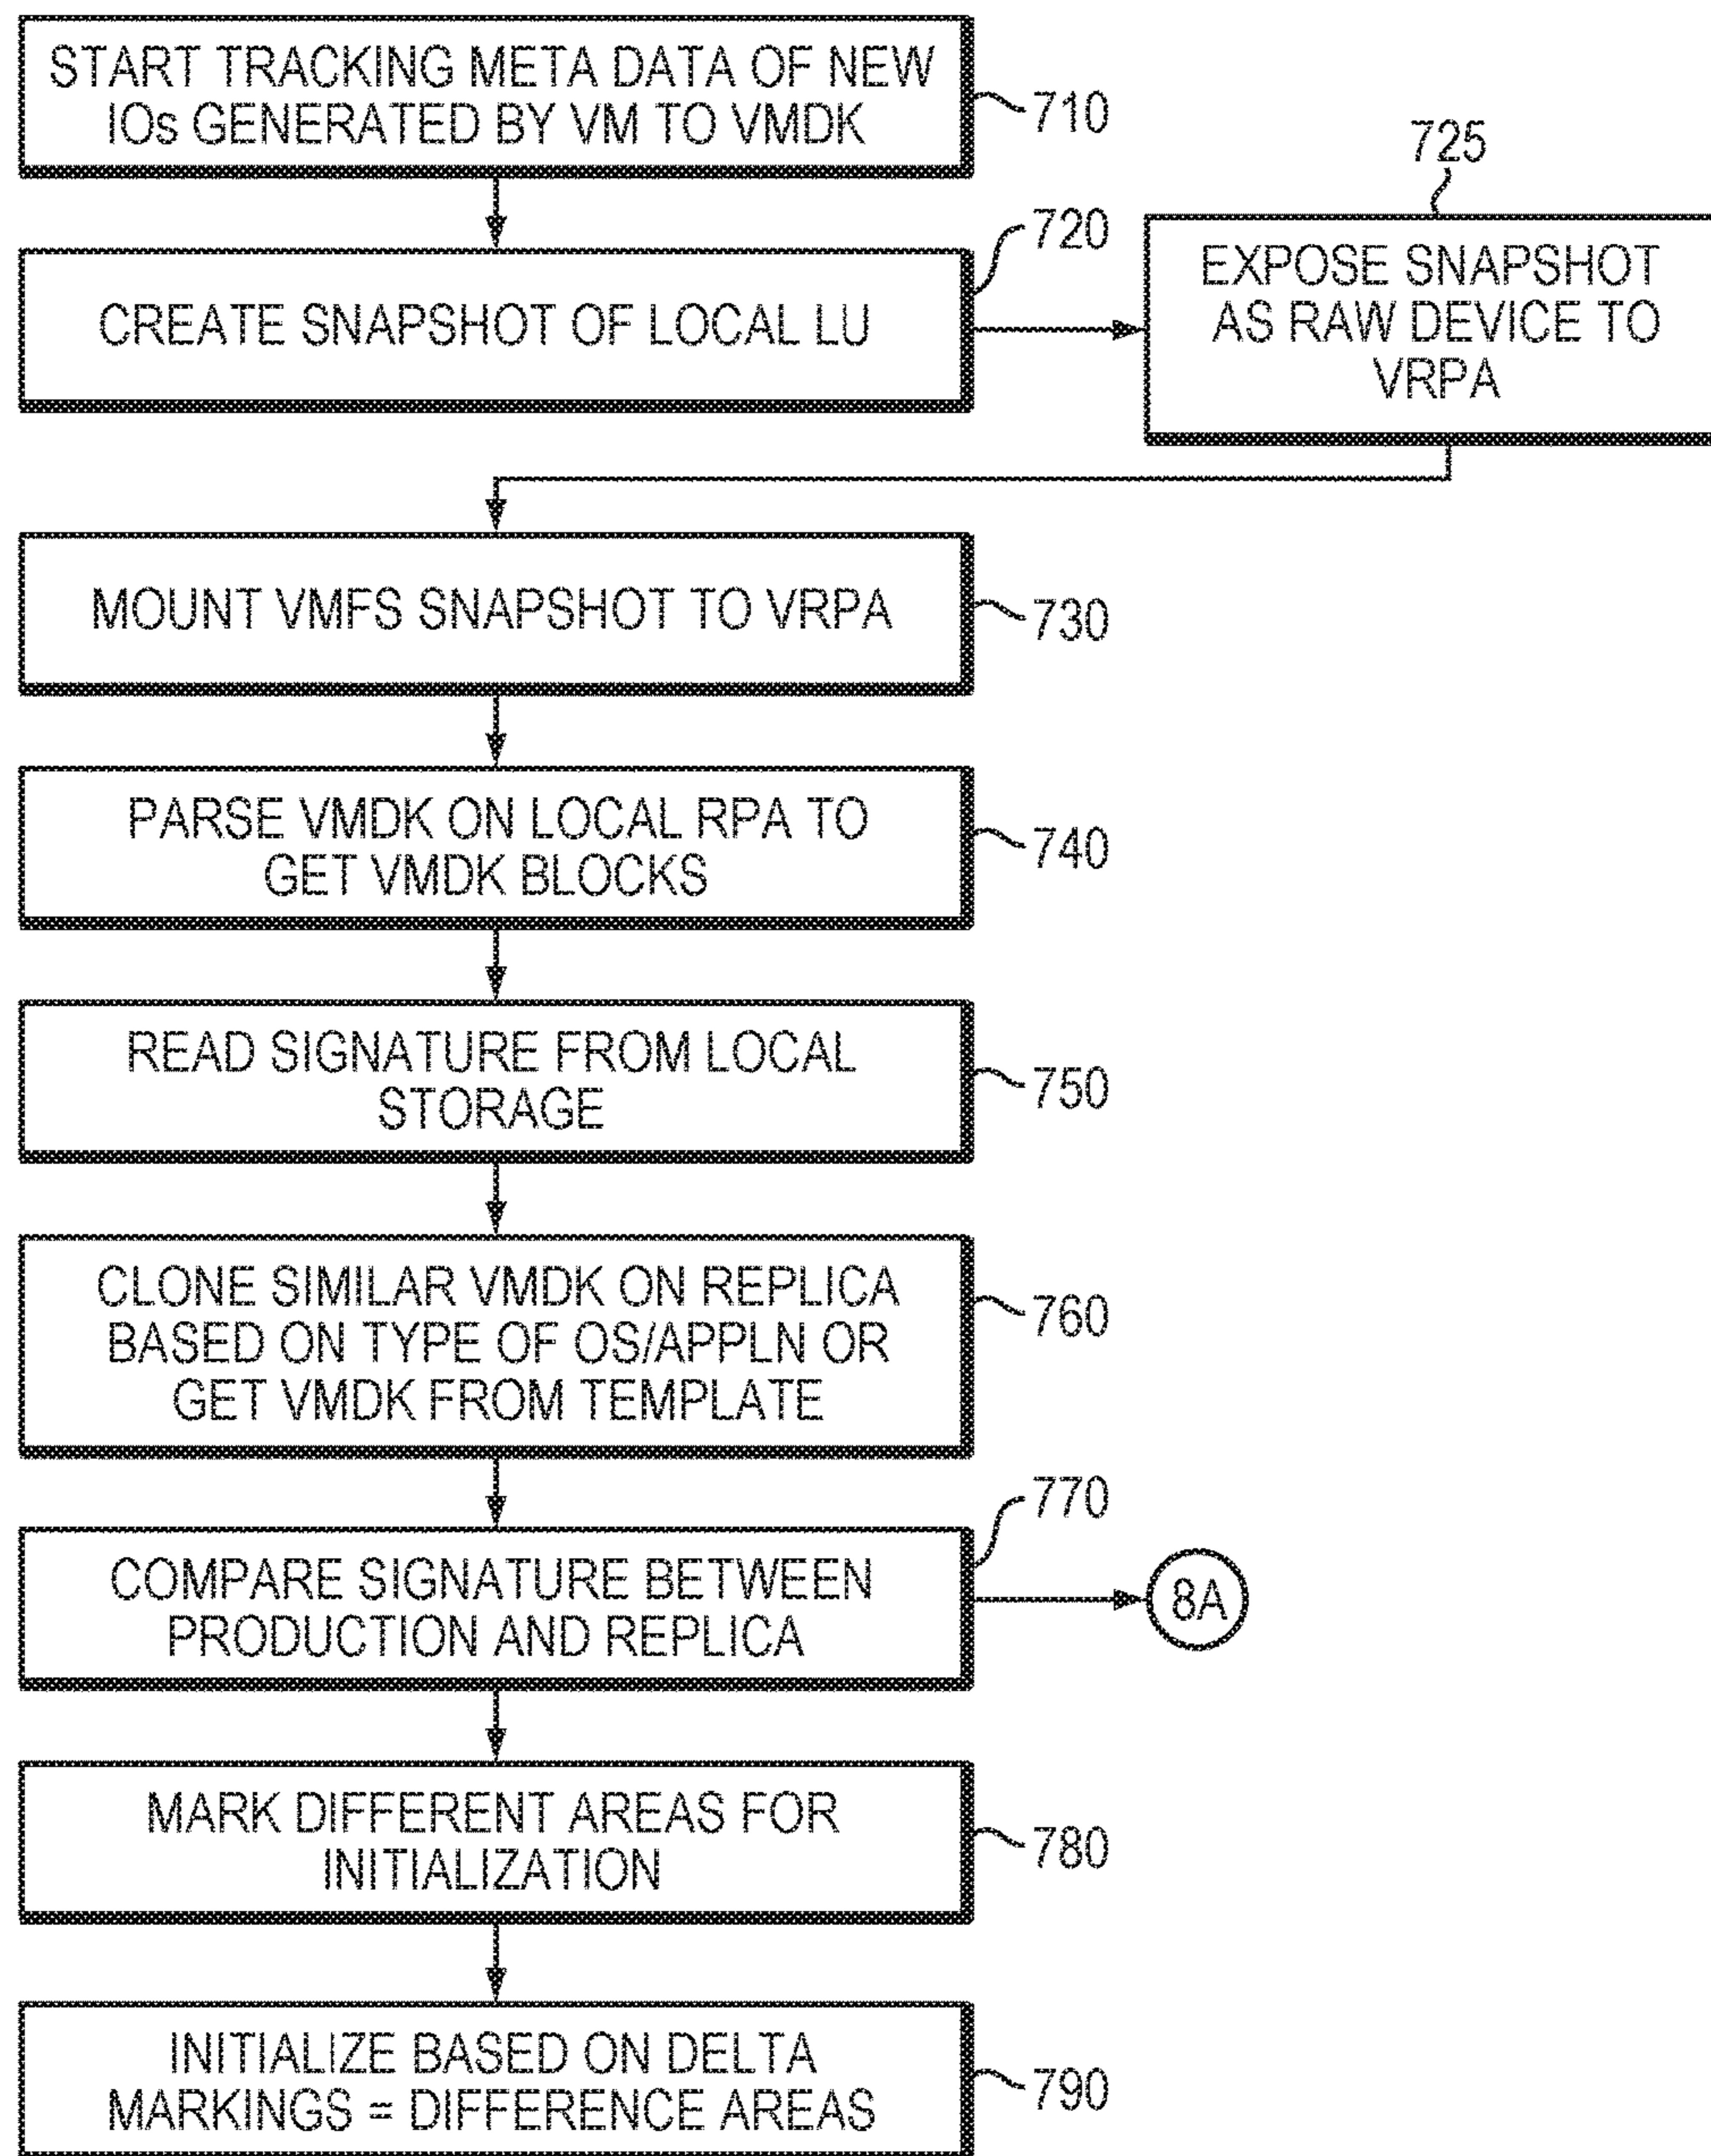 START TRACKING META DATA OF NEW
IOs GENERATED BY VM TO VMDK
710
CREATE SNAPSHOT OF LOCAL LU
720
725
EXPOSE SNAPSHOT
AS RAW DEVICE TO
VRPA
MOUNT VMFS SNAPSHOT TO VRPA
730
PARSE VMDK ON LOCAL RPA TO
GET VMDK BLOCKS
740
READ SIGNATURE FROM LOCAL
STORAGE
750
CLONE SIMILAR VMDK ON REPLICA
BASED ON TYPE OF OS/APPLN OR
GET VMDK FROM TEMPLATE
760
COMPARE SIGNATURE BETWEEN
PRODUCTION AND REPLICA
770
8A
MARK DIFFERENT AREAS FOR
INITIALIZATION
780
INITIALIZE BASED ON DELTA
MARKINGS = DIFFERENCE AREAS
790